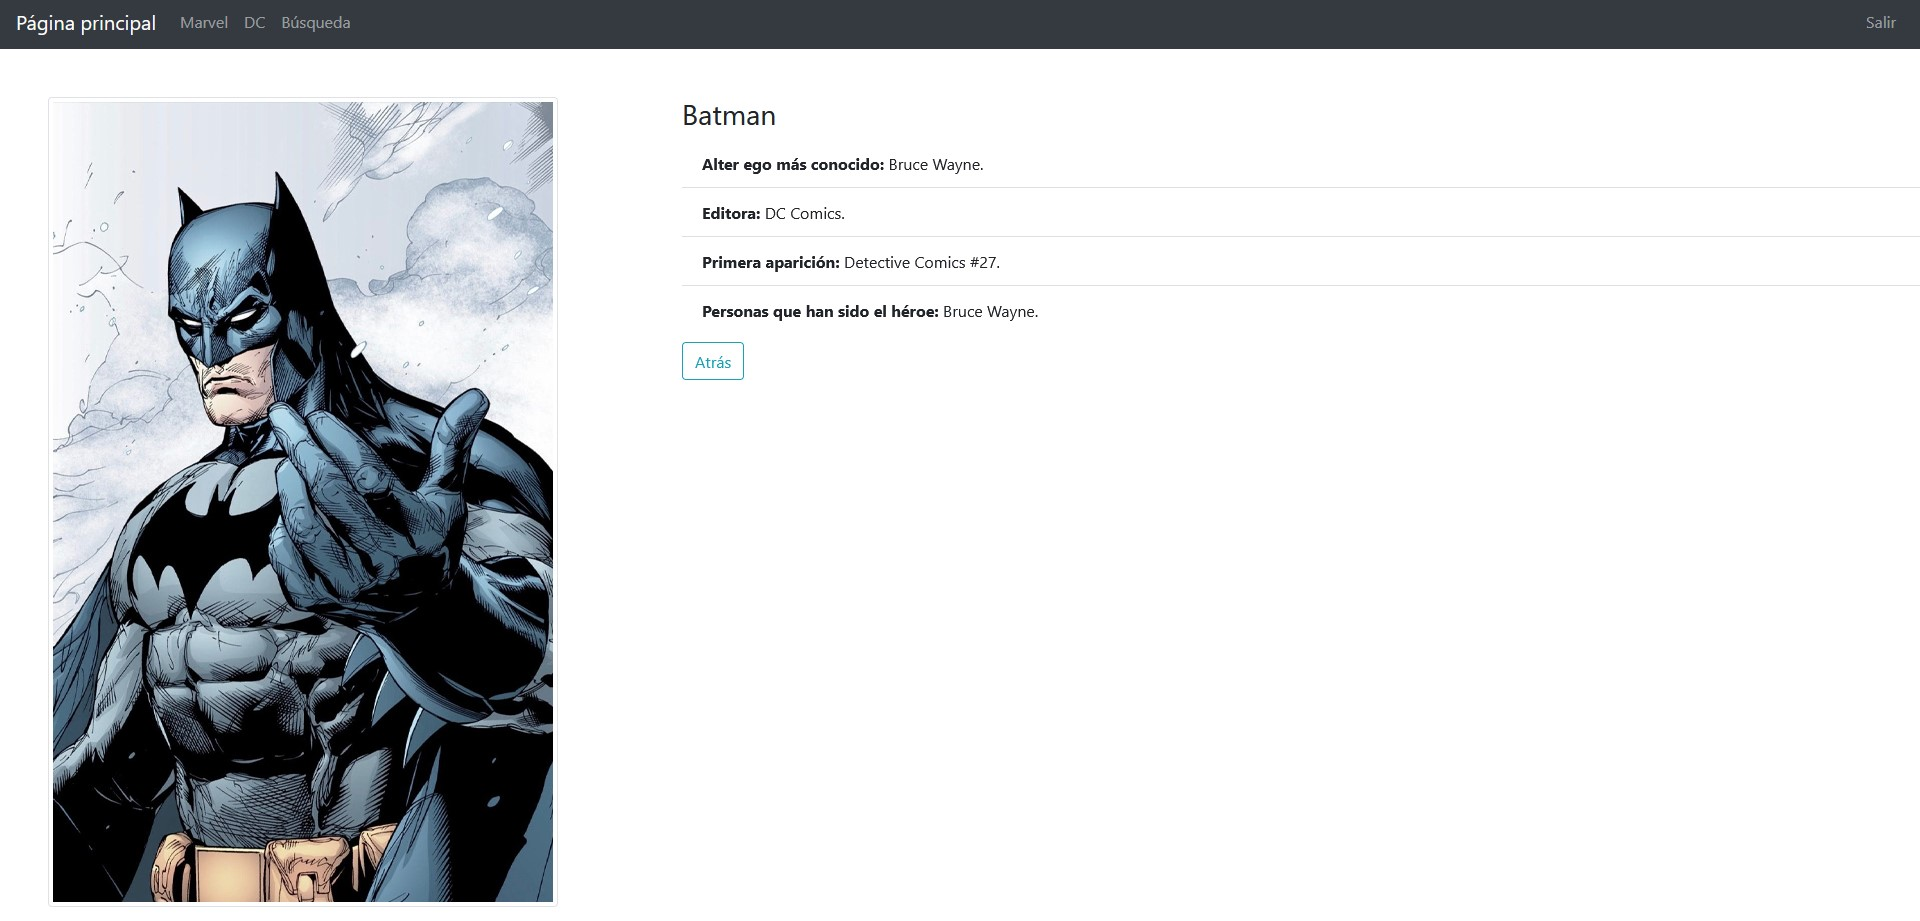 Página principal Marvel DC Búsqueda Salir
Batman
Alter ego más conocido: Bruce Wayne.
Editora: DC Comics.
Primera aparición: Detective Comics #27.
Personas que han sido el héroe: Bruce Wayne.
Atrás